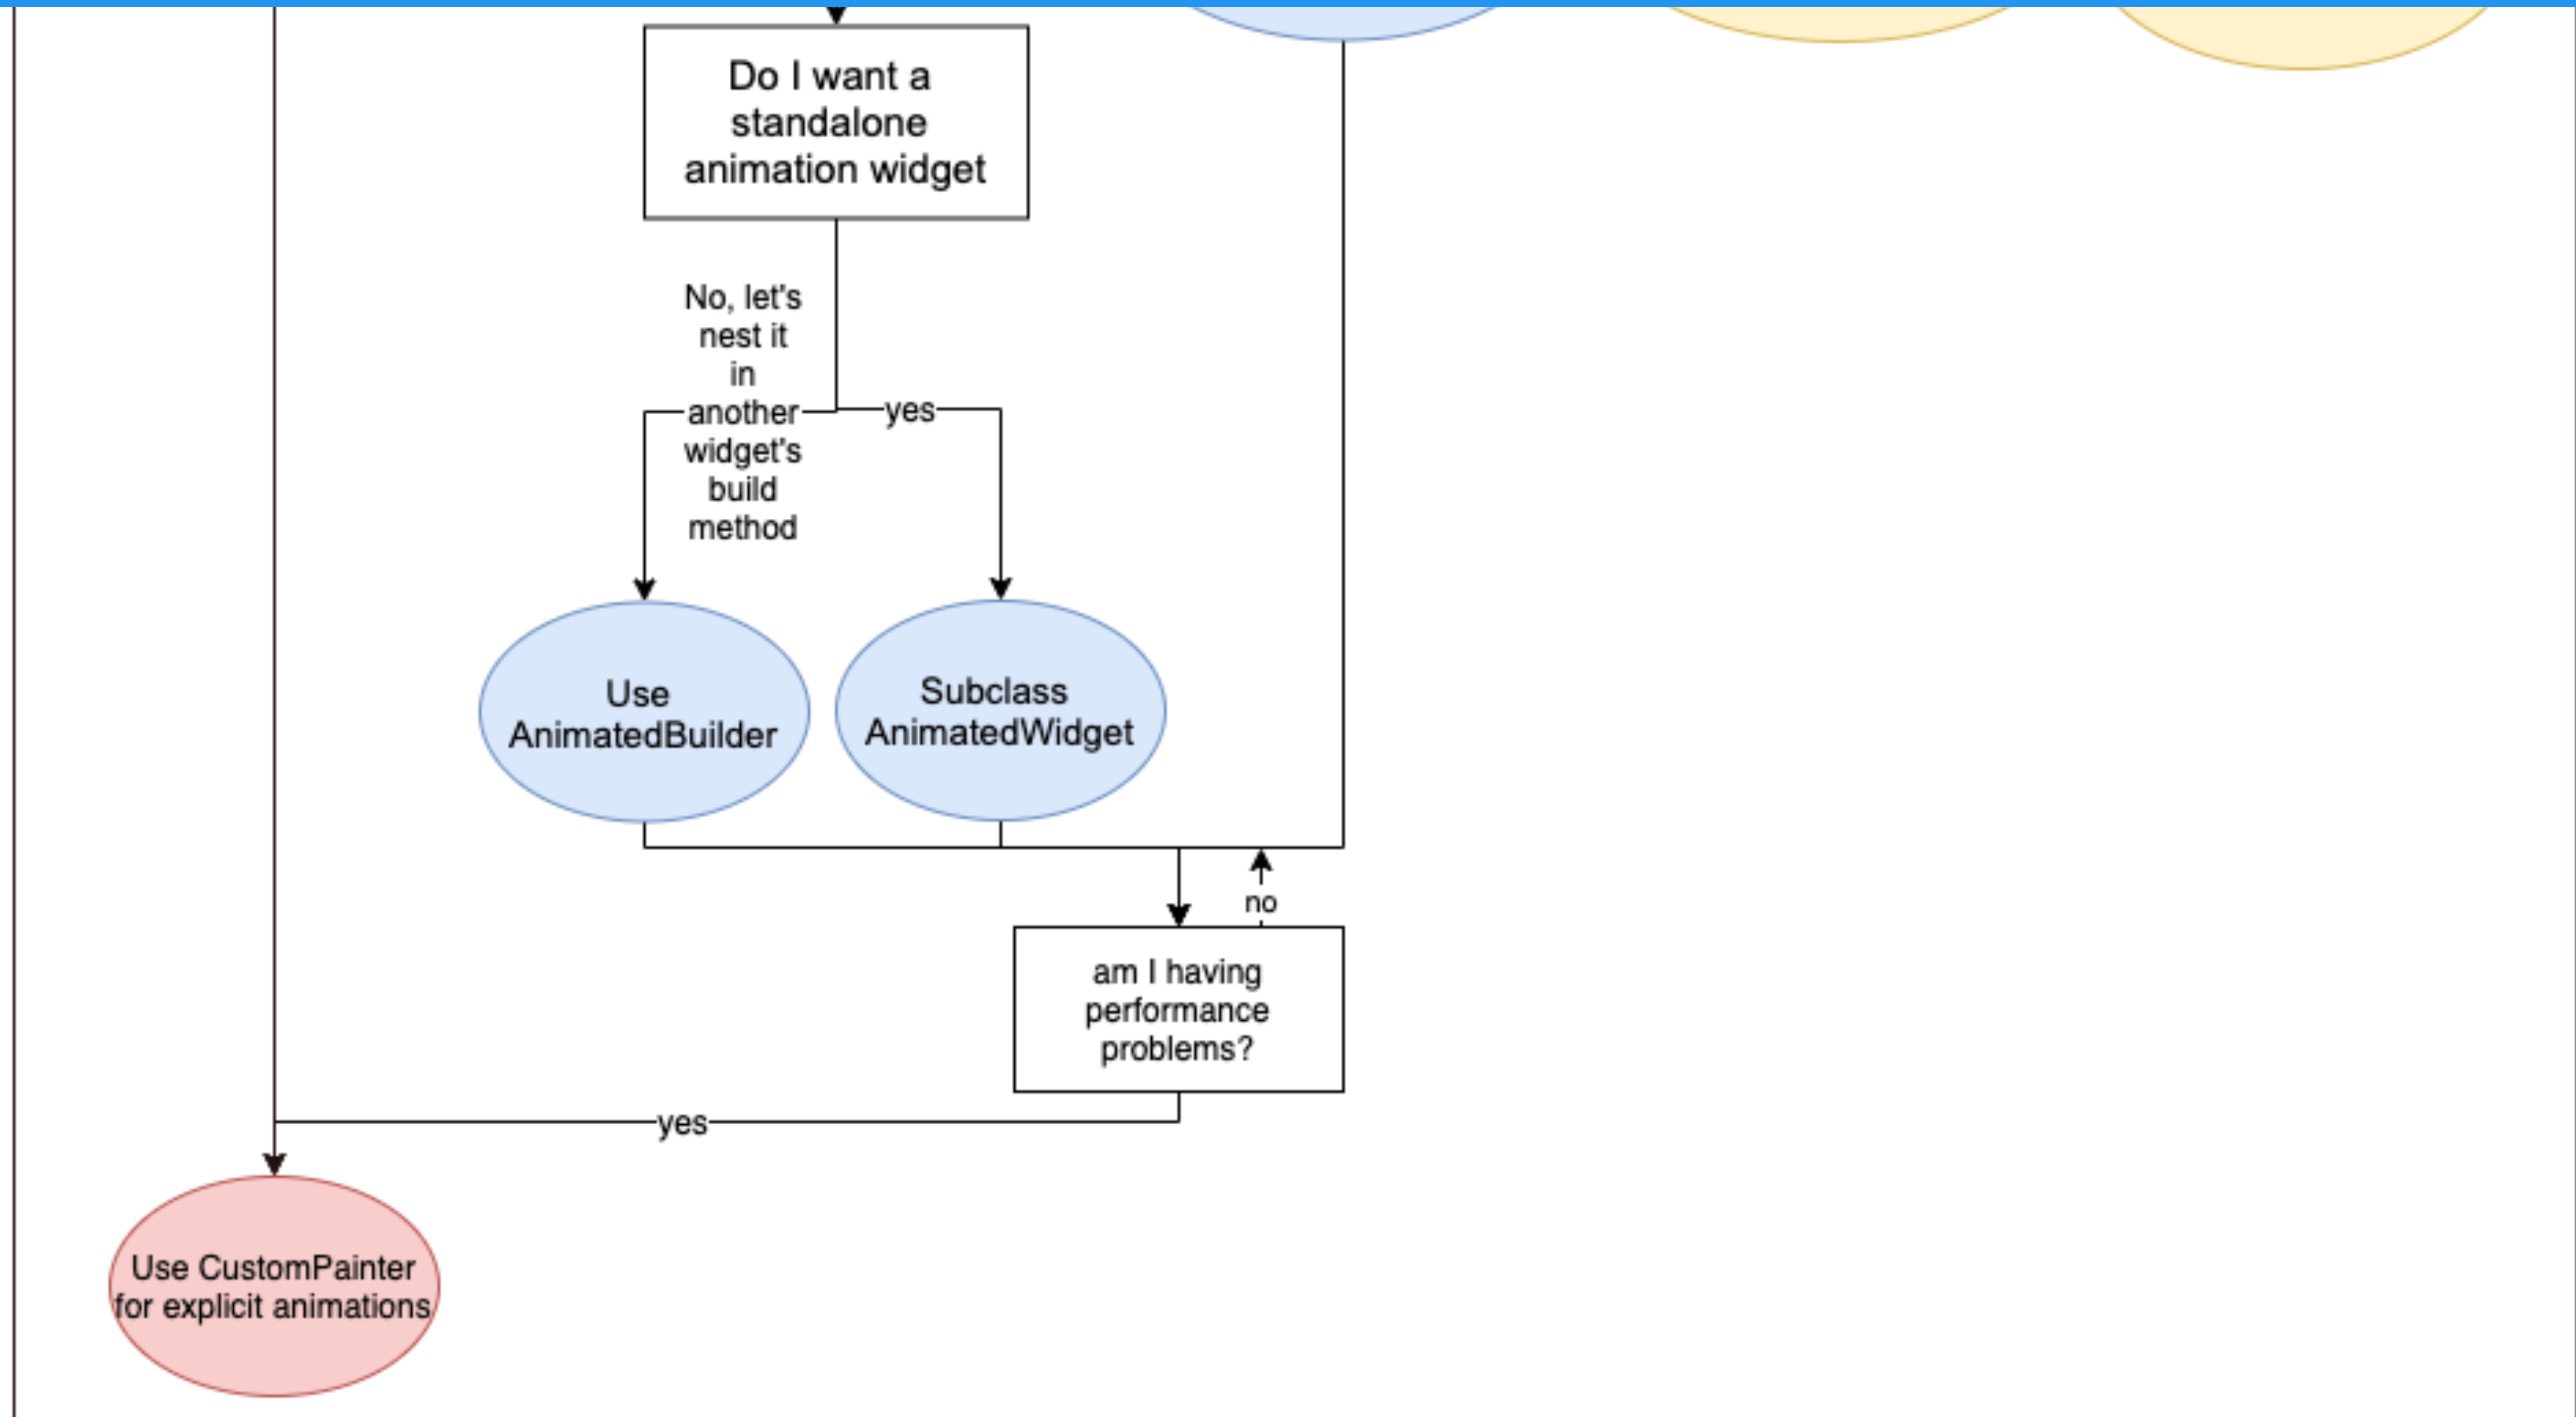 Do I want a
standalone
animation widget
No, let's
nest it
in
another
widget's
build
method
yes
Use
AnimatedBuilder
Subclass
AnimatedWidget
no
am I having
performance
problems?
yes
Use CustomPainter
for explicit animations